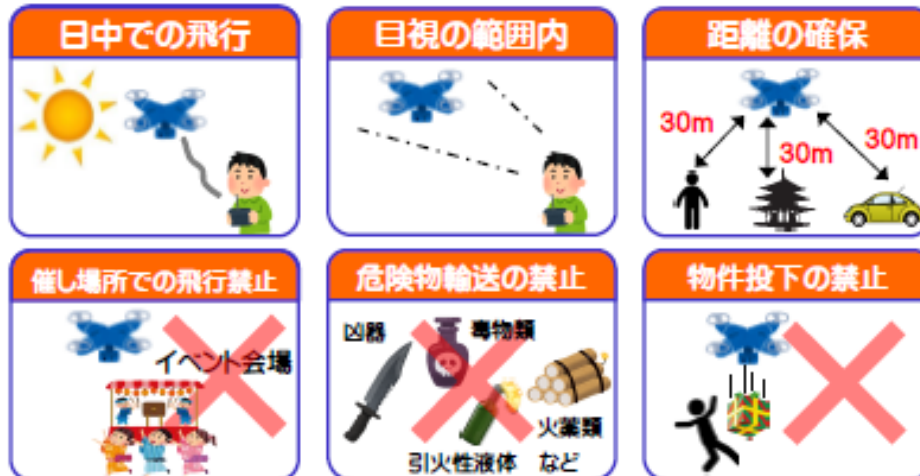 日中での飛行
目視の範囲内
距離の確保
30m
30m
30m
催し場所での飛行禁止
イベント会場
危険物輸送の禁止
凶器
毒物類
火薬類
引火性液体
など
物件投下の禁止